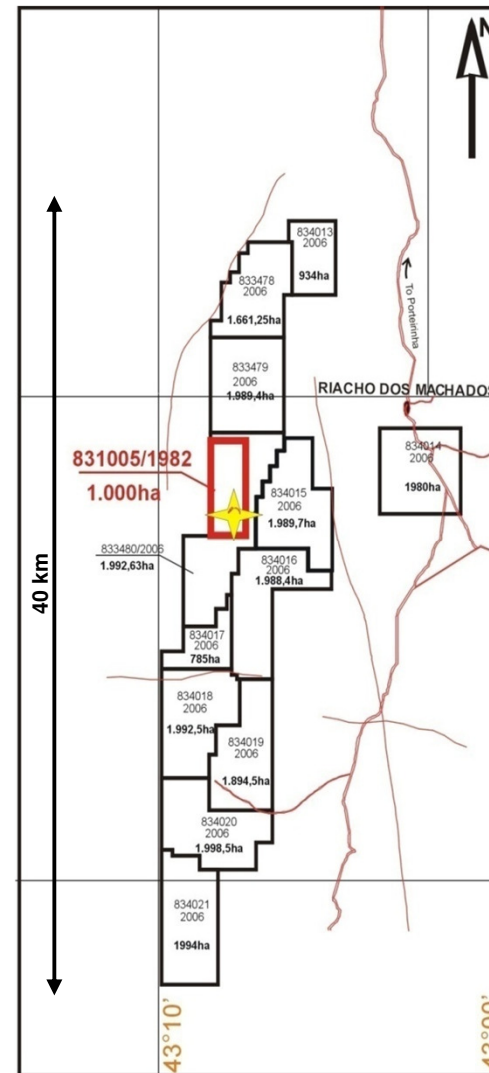 N
834013
2006
934ha
833478
2006
1.661,25ha
To Porteirinha
833479
2006
1.989,4ha
RIACHO DOS MACHADOS
834014
2006
1980ha
831005/1982
1.000ha
834015
2006
1.989,7ha
833480/2006
1.992,63ha
834016
2006
1.988,4ha
40 km
834017
2006
785ha
834018
2006
1.992,5ha
834019
2006
1.894,5ha
834020
2006
1.998,5ha
834021
2006
1994ha
43°10'